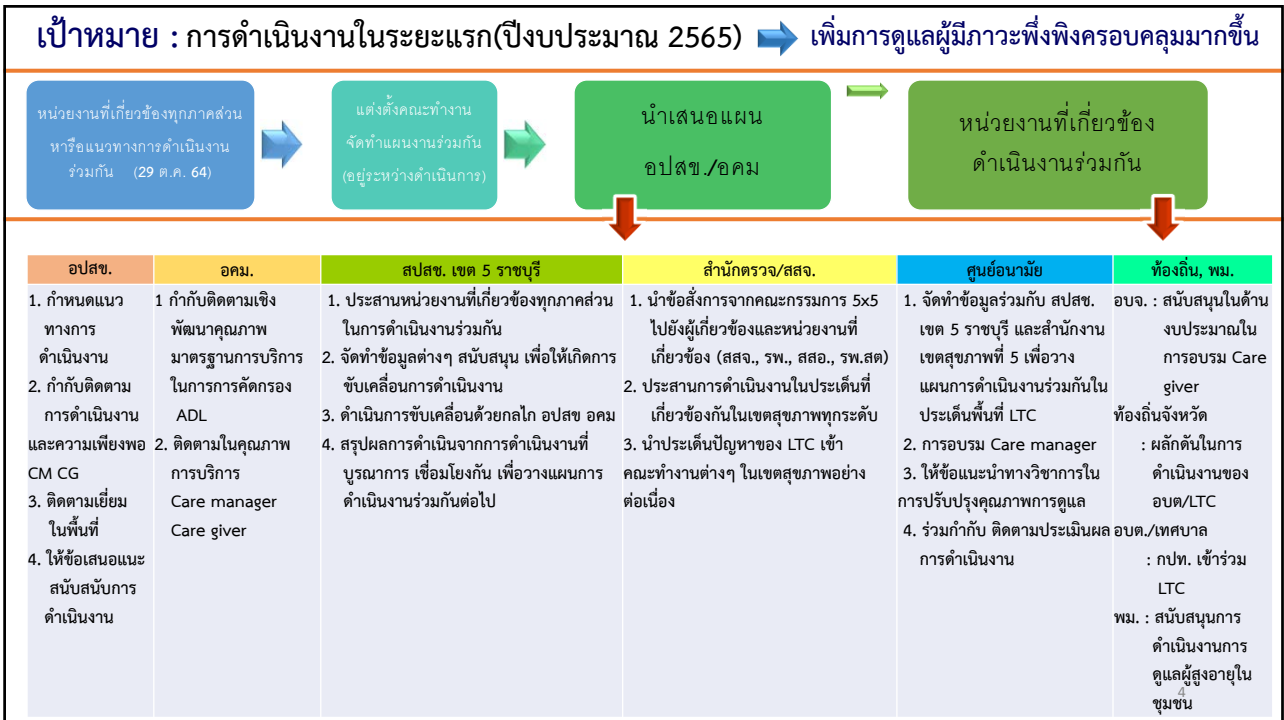 เป้าหมาย : การดำเนินงานในระยะแรก(ปีงบประมาณ 2565) เพิ่มการดูแลผู้มีภาวะพึ่งพิงครอบคลุมมากขึ้น
หน่วยงานที่เกี่ยวข้องทุกภาคส่วน
หารือแนวทางการดำเนินงาน
ร่วมกัน (29 ต.ค. 64)
แต่งตั้งคณะทำงาน
จัดทำแผนงานร่วมกัน
(อยู่ระหว่างดำเนินการ)
นำเสนอแผน
อปสข./อคม
หน่วยงานที่เกี่ยวข้อง
ดำเนินงานร่วมกัน
อปสข.
1. กำหนดแนว
ทางการ
ดำเนินงาน
2. กำกับติดตาม
การดำเนินงาน
และความเพียงพอ
CM CG
3. ติดตามเยี่ยม
ในพื้นที่
4. ให้ข้อเสนอแนะ
สนับสนับการ
ดำเนินงาน
อคม.
1 กำกับติดตามเชิง
พัฒนาคุณภาพ
มาตรฐานการบริการ
ในการการคัดกรอง
ADL
2. ติดตามในคุณภาพ
การบริการ
Care manager
Care giver
สปสช. เขต 5 ราชบุรี
1. ประสานหน่วยงานที่เกี่ยวข้องทุกภาคส่วน
ในการดำเนินงานร่วมกัน
2. จัดทำข้อมูลต่างๆ สนับสนุน เพื่อให้เกิดการ
ขับเคลื่อนการดำเนินงาน
3. ดำเนินการขับเคลื่อนด้วยกลไก อปสข อคม
4. สรุปผลการดำเนินจากการดำเนินงานที่
บูรณาการ เชื่อมโยงกัน เพื่อวางแผนการ
ดำเนินงานร่วมกันต่อไป
สำนักตรวจ/สสจ.
1. นำข้อสั่งการจากคณะกรรมการ 5x5
ไปยังผู้เกี่ยวข้องและหน่วยงานที่
เกี่ยวข้อง (สสจ., รพ., สสอ., รพ.สต)
2. ประสานการดำเนินงานในประเด็นที่
เกี่ยวข้องกันในเขตสุขภาพทุกระดับ
3. นำประเด็นปัญหาของ LTC เข้า
คณะทำงานต่างๆ ในเขตสุขภาพอย่าง
ต่อเนื่อง
ศูนย์อนามัย
1. จัดทำข้อมูลร่วมกับ สปสช.
เขต 5 ราชบุรี และสำนักงาน
เขตสุขภาพที่ 5 เพื่อวาง
แผนการดำเนินงานร่วมกันใน
ประเด็นพื้นที่ LTC
2. การอบรม Care manager
3. ให้ข้อแนะนำทางวิชาการใน
การปรับปรุงคุณภาพการดูแล
4. ร่วมกำกับ ติดตามประเมินผล
การดำเนินงาน
ท้องถิ่น, พม.
อบจ. : สนับสนุนในด้าน
งบประมาณใน
การอบรม Care
giver
ท้องถิ่นจังหวัด
: ผลักดันในการ
ดำเนินงานของ
อบต/LTC
อบต./เทศบาล
: กปท. เข้าร่วม
LTC
พม. : สนับสนุนการ
ดำเนินงานการ
ดูแลผู้สูงอายุใน
ชุมชน
4